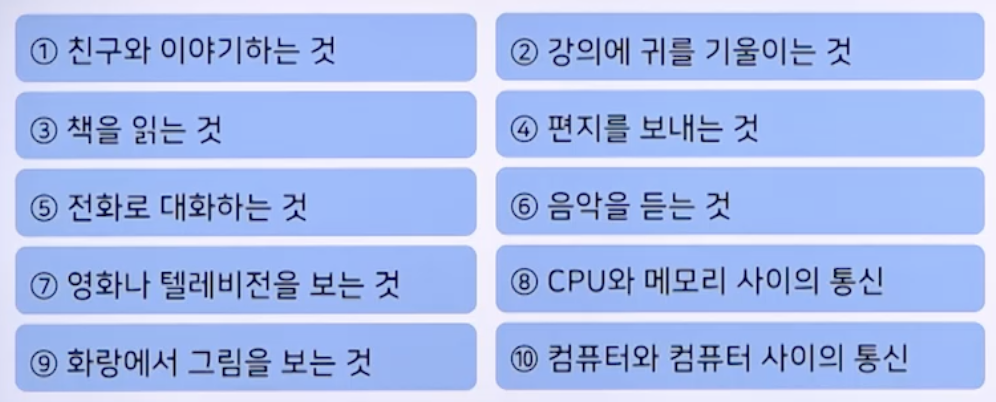 ① 친구와 이야기하는 것
② 강의에 귀를 기울이는 것
③ 책을 읽는 것
④ 편지를 보내는 것
⑤ 전화로 대화하는 것
⑥ 음악을 듣는 것
⑦ 영화나 텔레비전을 보는 것
⑧ CPU와 메모리 사이의 통신
⑨ 화랑에서 그림을 보는 것
⑩ 컴퓨터와 컴퓨터 사이의 통신